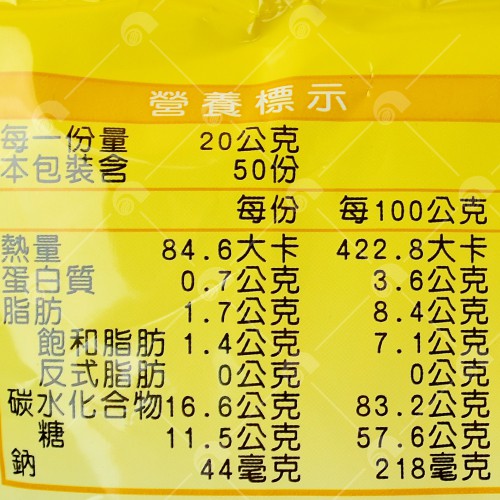 營養標示
每一份量 20公克
本包裝含 50份
每份 每100公克
熱量 84.6大卡 422.8大卡
蛋白質 0.7公克 3.6公克
脂肪 1.7公克 8.4公克
飽和脂肪 1.4公克 7.1公克
反式脂肪 0公克 0公克
碳水化合物 16.6公克 83.2公克
糖 11.5公克 57.6公克
鈉 44毫克 218毫克